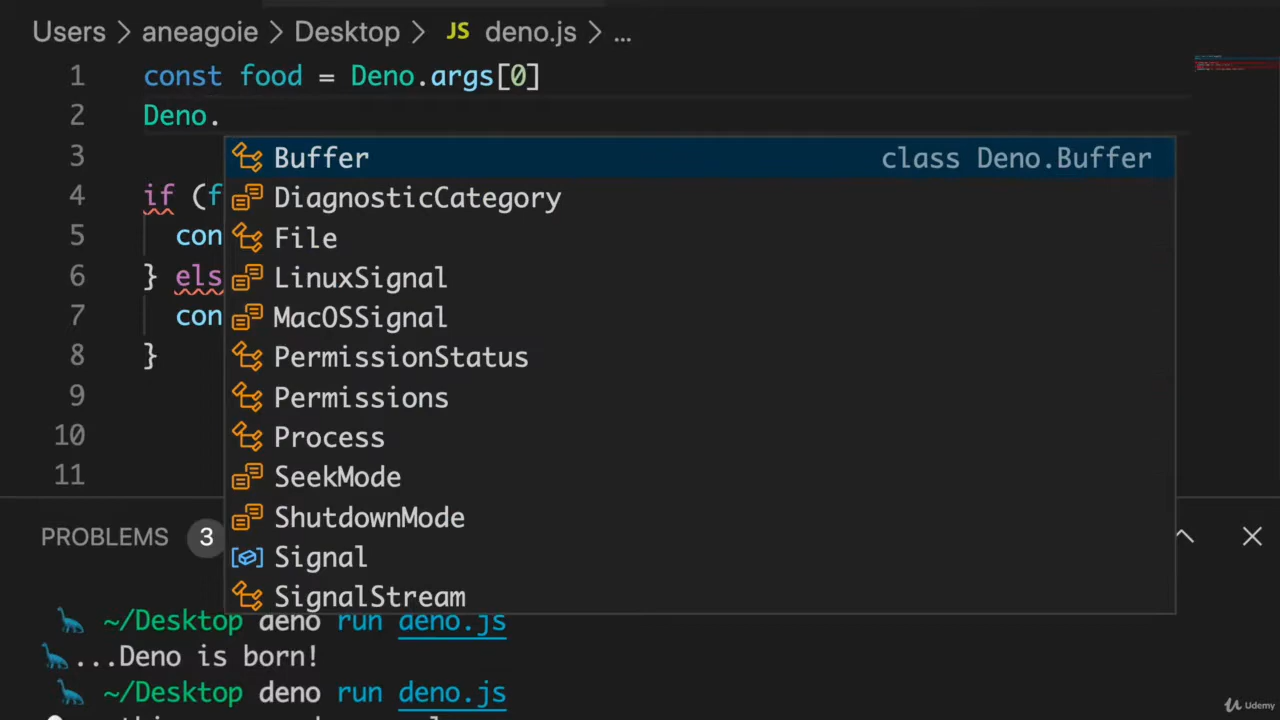 Users > aneagoie > Desktop > JS deno.js > ...
1 const food = Deno.args[0]
2 Deno.
Buffer class Deno.Buffer
3
DiagnosticCategory
4 if (f
File
5 con
LinuxSignal
6 } els
MacOSSignal
7 con
PermissionStatus
8 }
Permissions
9
Process
10
SeekMode
11
ShutdownMode
PROBLEMS 3
Signal
SignalStream
~/Desktop deno run deno.js
...Deno is born!
~/Desktop deno run deno.js
Udemy